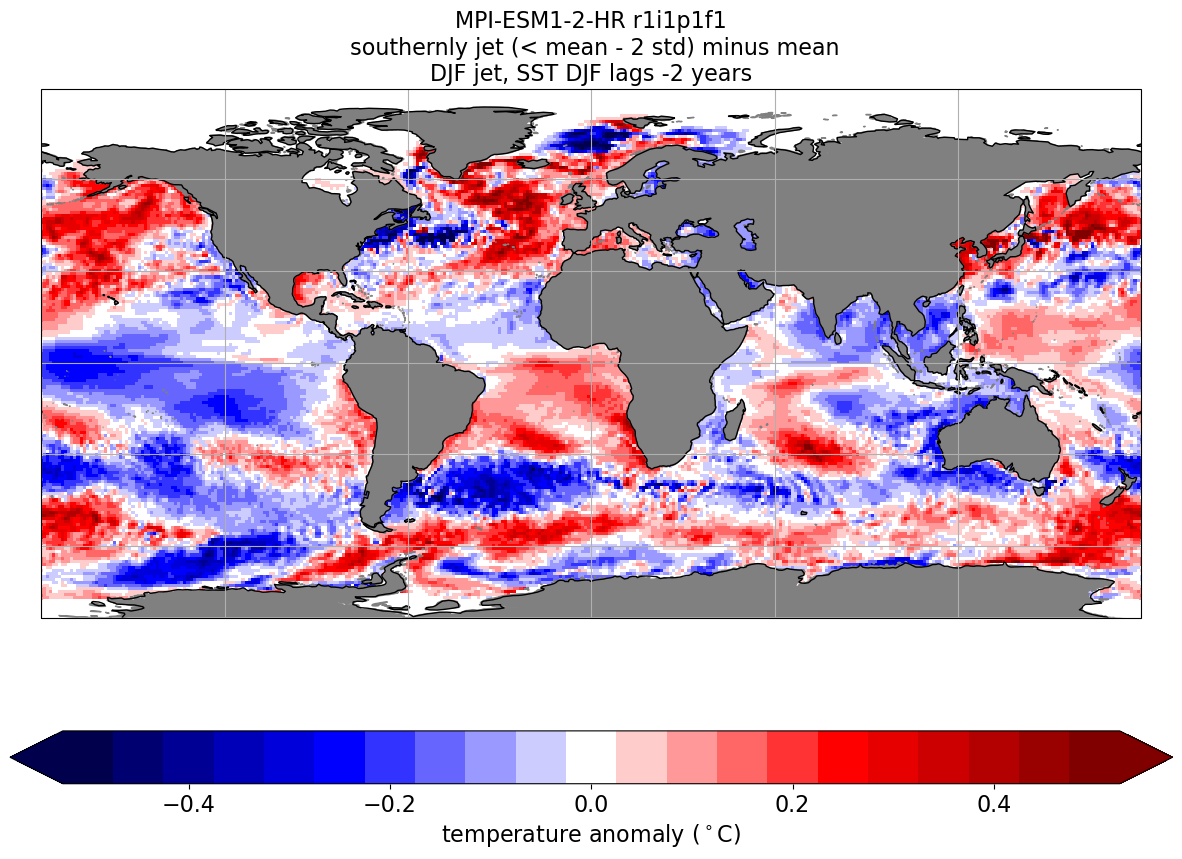 MPI-ESM1-2-HR r1i1p1f1
southernly jet (< mean - 2 std) minus mean
DJF jet, SST DJF lags -2 years
−0.4 −0.2 0.0 0.2 0.4
temperature anomaly (°C)